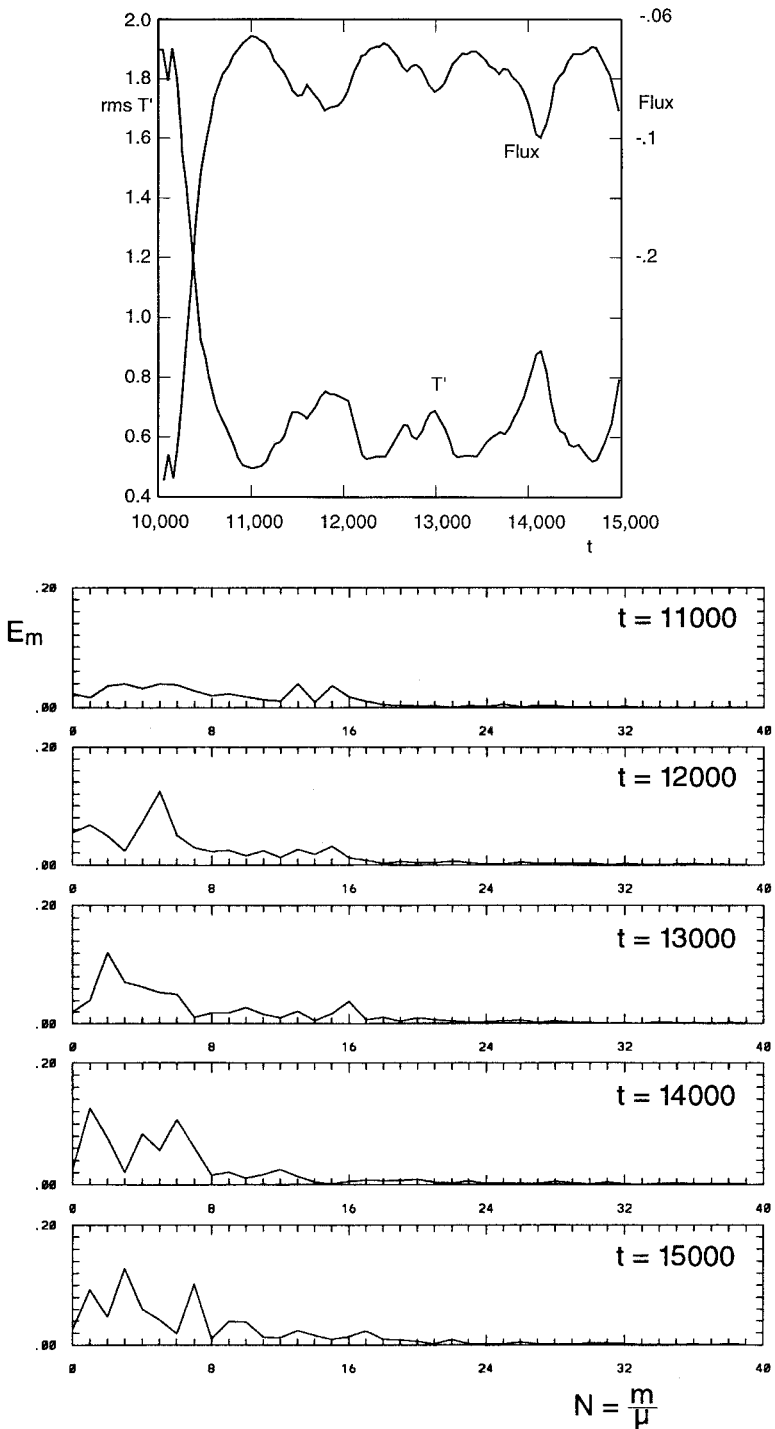 2.0
1.8
rms T'
1.6
1.4
1.2
1.0
0.8
0.6
0.4
-.06
Flux
-.1
-.2
Flux
T'
10,000 11,000 12,000 13,000 14,000 15,000
t
.20
Em
t = 11000
.00
0 8 16 24 32 40
.20
t = 12000
.00
0 8 16 24 32 40
.20
t = 13000
.00
0 8 16 24 32 40
.20
t = 14000
.00
0 8 16 24 32 40
.20
t = 15000
.00
0 8 16 24 32 40
N = m/μ